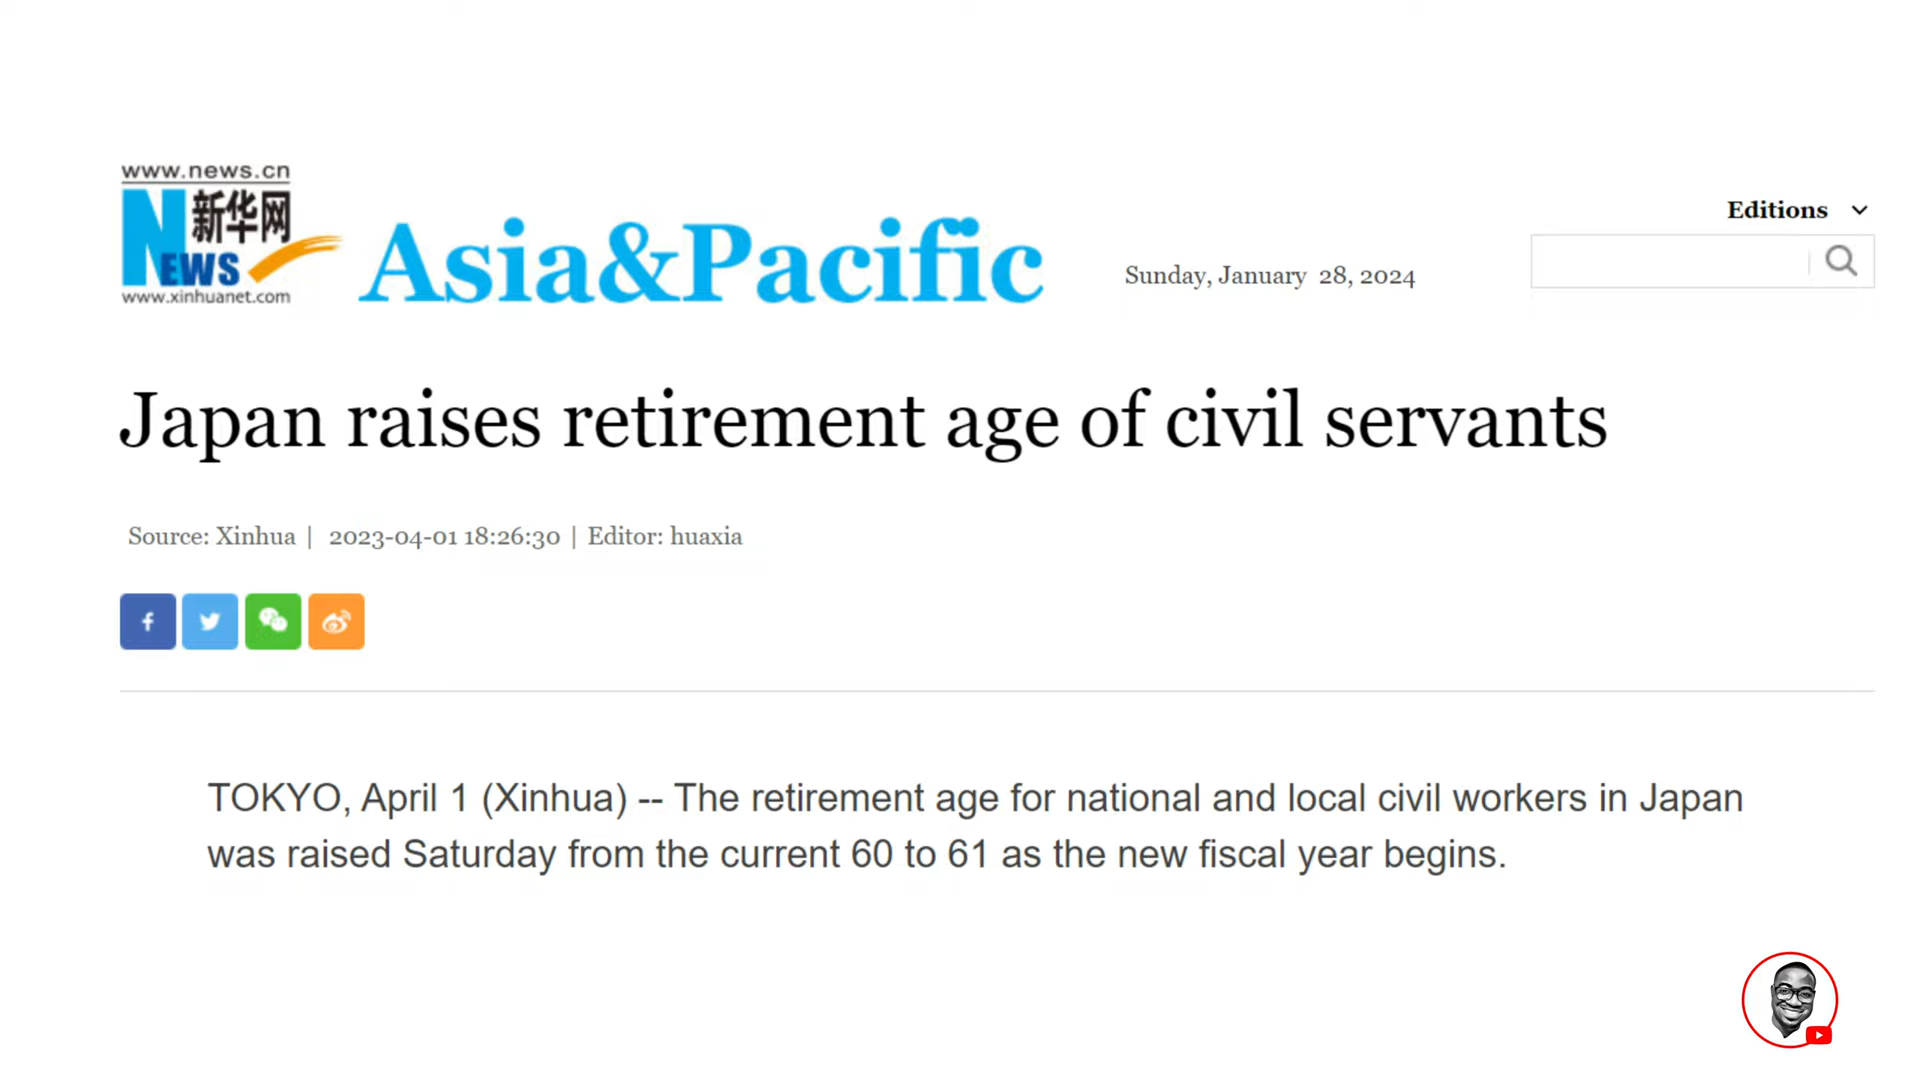 www.news.cn
新华网
NEWS
www.xinhuanet.com
Asia&Pacific
Sunday, January 28, 2024
Editions
Japan raises retirement age of civil servants
Source: Xinhua | 2023-04-01 18:26:30 | Editor: huaxia
TOKYO, April 1 (Xinhua) -- The retirement age for national and local civil workers in Japan
was raised Saturday from the current 60 to 61 as the new fiscal year begins.